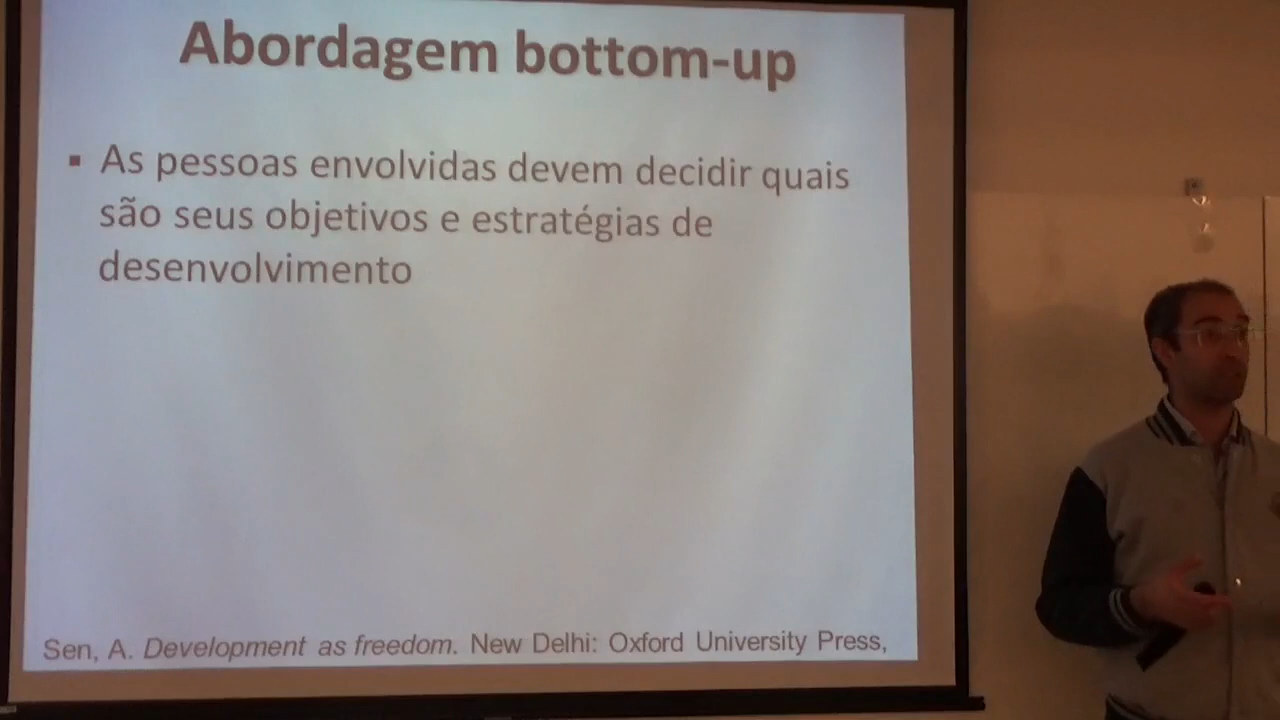 Abordagem bottom-up
▪ As pessoas envolvidas devem decidir quais
são seus objetivos e estratégias de
desenvolvimento
Sen, A. Development as freedom. New Delhi: Oxford University Press,